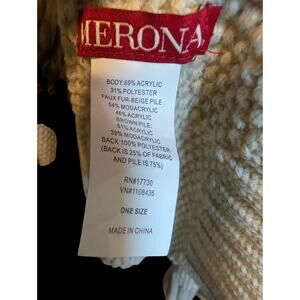 MERONA
BODY:69% ACRYLIC
31% POLYESTER
FAUX FUR-BEIGE PILE:
54% MODACRYLIC
46% ACRYLIC
BROWN PILE:
61% ACRYLIC
39% MODACRYLIC
BACK:100% POLYESTER
(BACK IS 25% OF FABRIC
AND PILE IS 75%)
RN#17730
VN#1108435
ONE SIZE
MADE IN CHINA